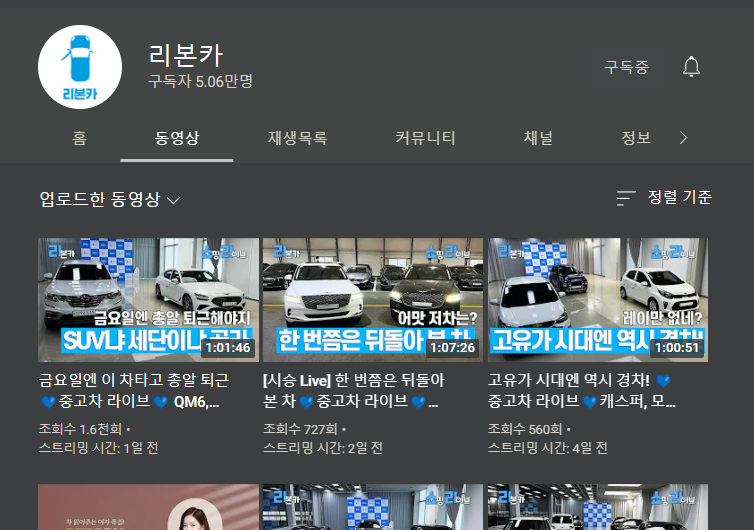 리본카
리본카
구독자 5.06만명
구독중
홈
동영상
재생목록
커뮤니티
채널
정보
업로드한 동영상
정렬 기준
리본카
쇼핑라이브
금요일엔 총알 퇴근해야지
SUV냐 세단이냐
1:01:46
금요일엔 이 차타고 총알 퇴근
💙중고차 라이브💙 QM6,...
조회수 1.6천회 •
스트리밍 시간: 1일 전
리본카
쇼핑라이브
어맛 저차는?
한 번쯤은 뒤돌아
1:07:26
[시승 Live] 한 번쯤은 뒤돌아
본 차💙중고차 라이브💙...
조회수 727회 •
스트리밍 시간: 2일 전
리본카
쇼핑라이브
레이만 없네?
고유가 시대엔 역시
1:00:51
고유가 시대엔 역시 경차! 💙
중고차 라이브💙캐스퍼, 모...
조회수 560회 •
스트리밍 시간: 4일 전
차 읽어주는 여자 특집!
리본카
쇼핑라이브
리본카
쇼핑라이브